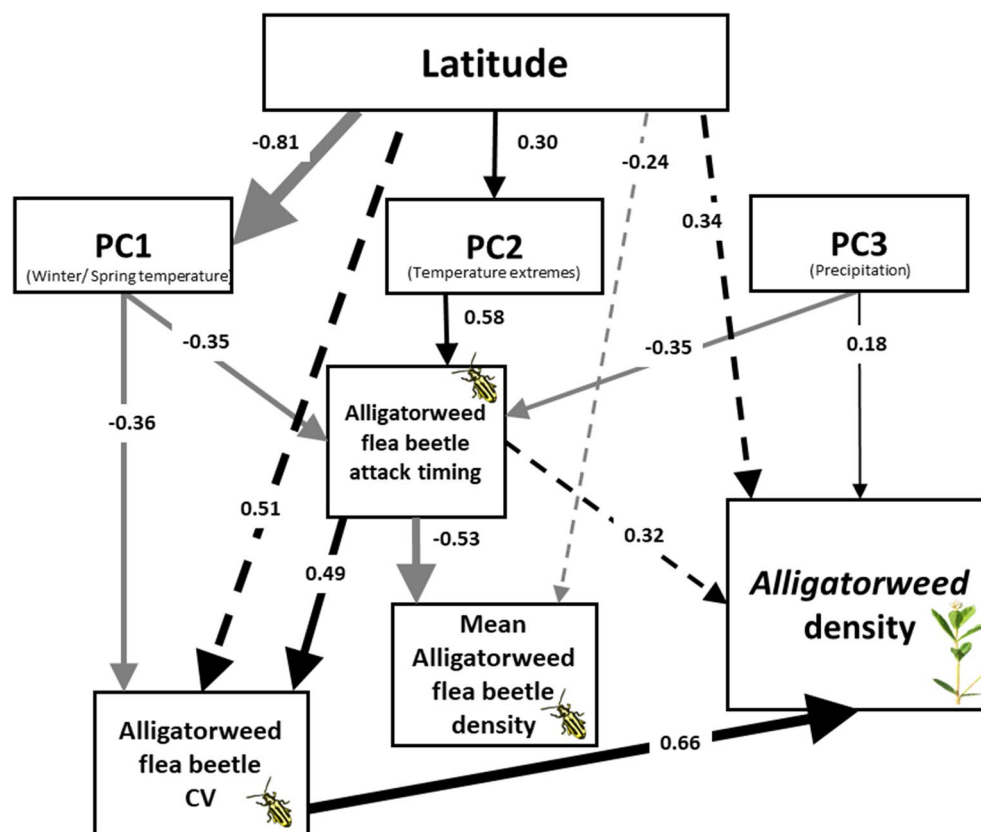 Latitude
-0.81
0.30
-0.24
0.34
PC1
(Winter/ Spring temperature)
PC2
(Temperature extremes)
PC3
(Precipitation)
-0.35
0.58
-0.35
0.18
-0.36
Alligatorweed
flea beetle
attack timing
0.51
0.49
-0.53
0.32
Alligatorweed
density
Mean
Alligatorweed
flea beetle
density
Alligatorweed
flea beetle
CV
0.66